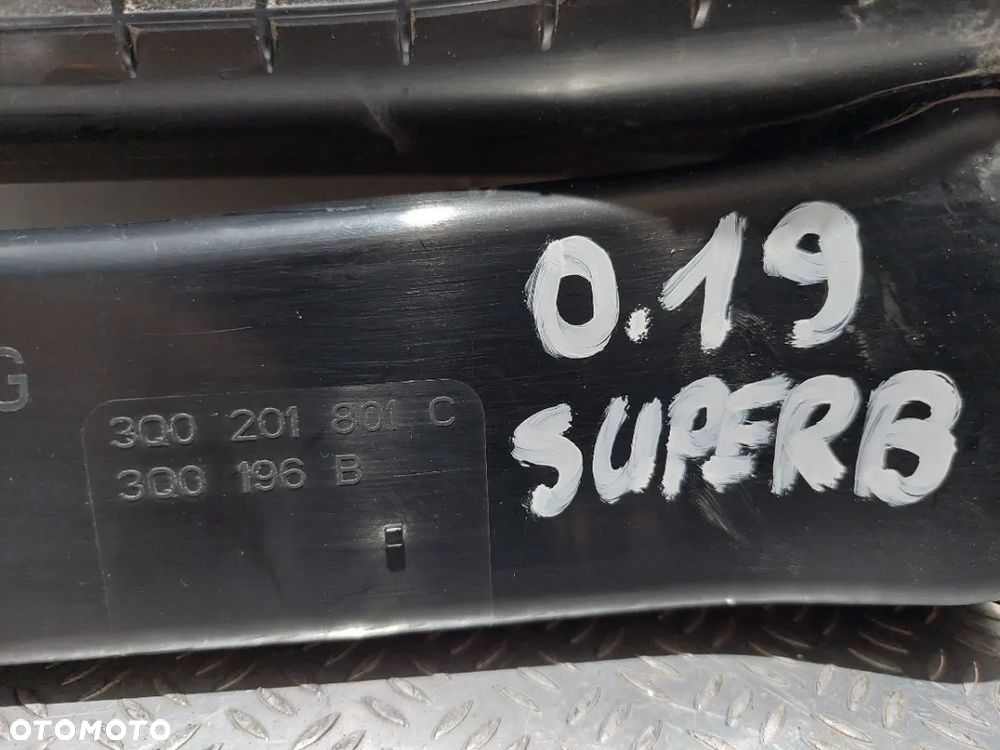 0.19
SUPERB
G
3Q0 201 801 C
3Q0 196 B
OTOMOTO